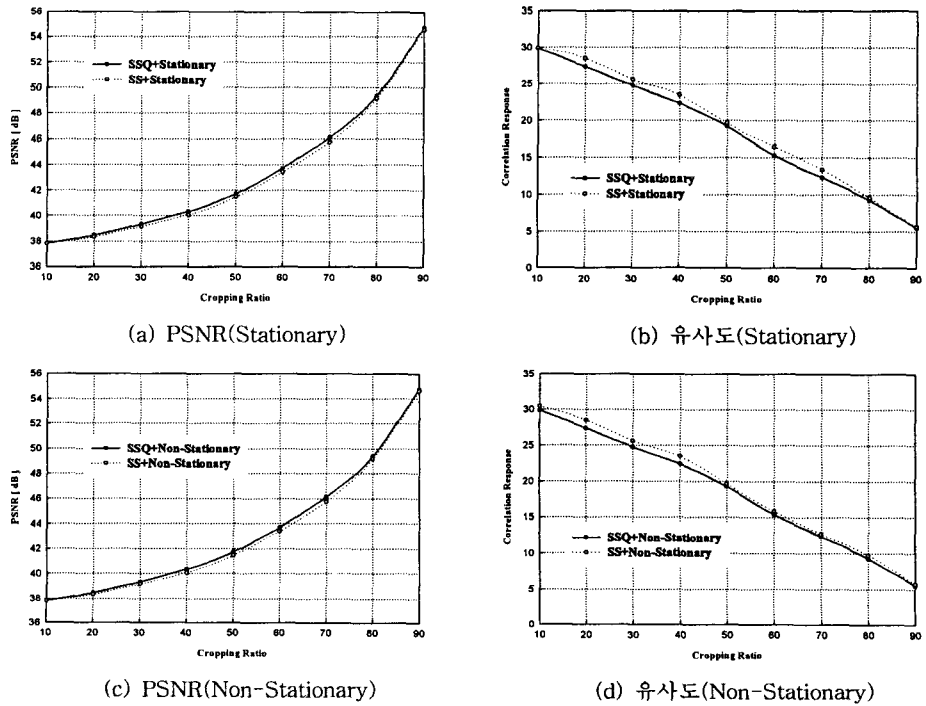 56
54
52
50
48
46
44
42
40
38
36
PSNR [ dB ]
SSQ+Stationary
SS+Stationary
10 20 30 40 50 60 70 80 90
Cropping Ratio
(a) PSNR(Stationary)
35
30
25
20
15
10
5
0
Correlation Response
SSQ+Stationary
SS+Stationary
10 20 30 40 50 60 70 80 90
Cropping Ratio
(b) 유사도(Stationary)
56
54
52
50
48
46
44
42
40
38
36
PSNR [ dB ]
SSQ+Non-Stationary
SS+Non-Stationary
10 20 30 40 50 60 70 80 90
Cropping Ratio
(c) PSNR(Non-Stationary)
35
30
25
20
15
10
5
0
Correlation Response
SSQ+Non-Stationary
SS+Non-Stationary
10 20 30 40 50 60 70 80 90
Cropping Ratio
(d) 유사도(Non-Stationary)